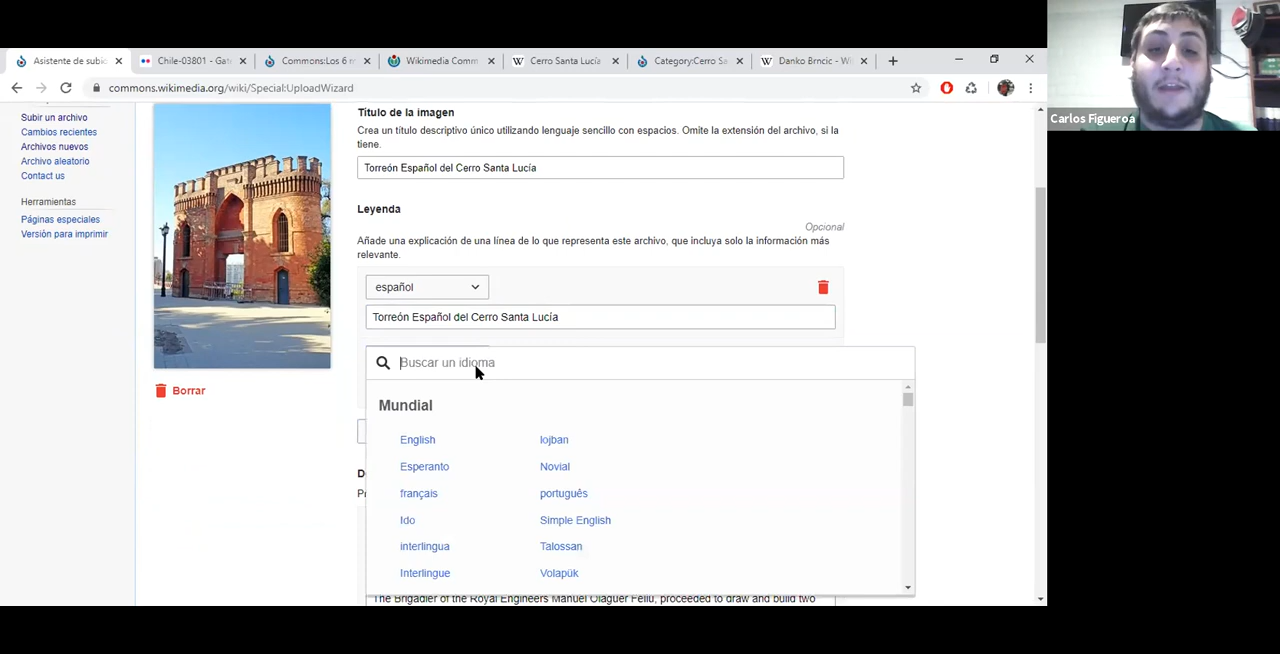 Asistente de subi
Chile-03801 - Gat
Commons:Los 6 m
Wikimedia Comm
Cerro Santa Lucía
Category:Cerro Sa
Danko Brncic - Wi
commons.wikimedia.org/wiki/Special:UploadWizard
Carlos Figueroa
Subir un archivo
Cambios recientes
Archivos nuevos
Archivo aleatorio
Contact us
Herramientas
Páginas especiales
Versión para imprimir
Borrar
Título de la imagen
Crea un título descriptivo único utilizando lenguaje sencillo con espacios. Omite la extensión del archivo, si la
tiene.
Torreón Español del Cerro Santa Lucía
Leyenda
Opcional
Añade una explicación de una línea de lo que representa este archivo, que incluya solo la información más
relevante.
español
Torreón Español del Cerro Santa Lucía
Buscar un idioma
Mundial
English
lojban
Esperanto
Novial
français
português
Ido
Simple English
interlingua
Talossan
Interlingue
Volapük
The Brigadier of the Royal Engineers Manuel Olaguer Feliú, proceeded to draw and build two